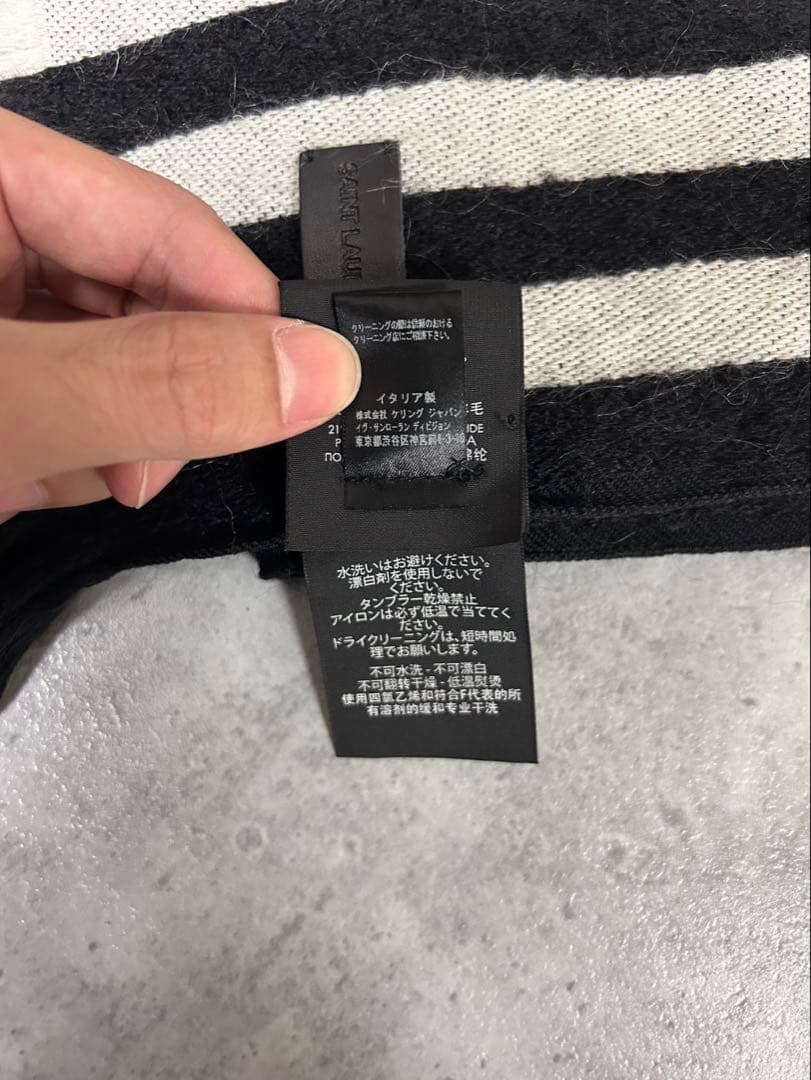 SAINT LAU
クリーニングの際は信頼のおける
クリーニング店にご相談下さい。
イタリア製
株式会社 ケリング ジャパン
毛
21
イヴ・サンローラン ディビジョン
UDE
東京都渋谷区神宮前
P
A
ПО
纶
水洗いはお避けください。
漂白剤を使用しないで
ください。
タンブラー乾燥禁止
アイロンは必ず低温で当ててく
ださい。
ドライクリーニングは、短時間処
理でお願いします。
不可水洗 - 不可漂白
不可翻转干燥 - 低温熨烫
使用四氯乙烯和符合F代表的所
有溶剂的缓和专业干洗